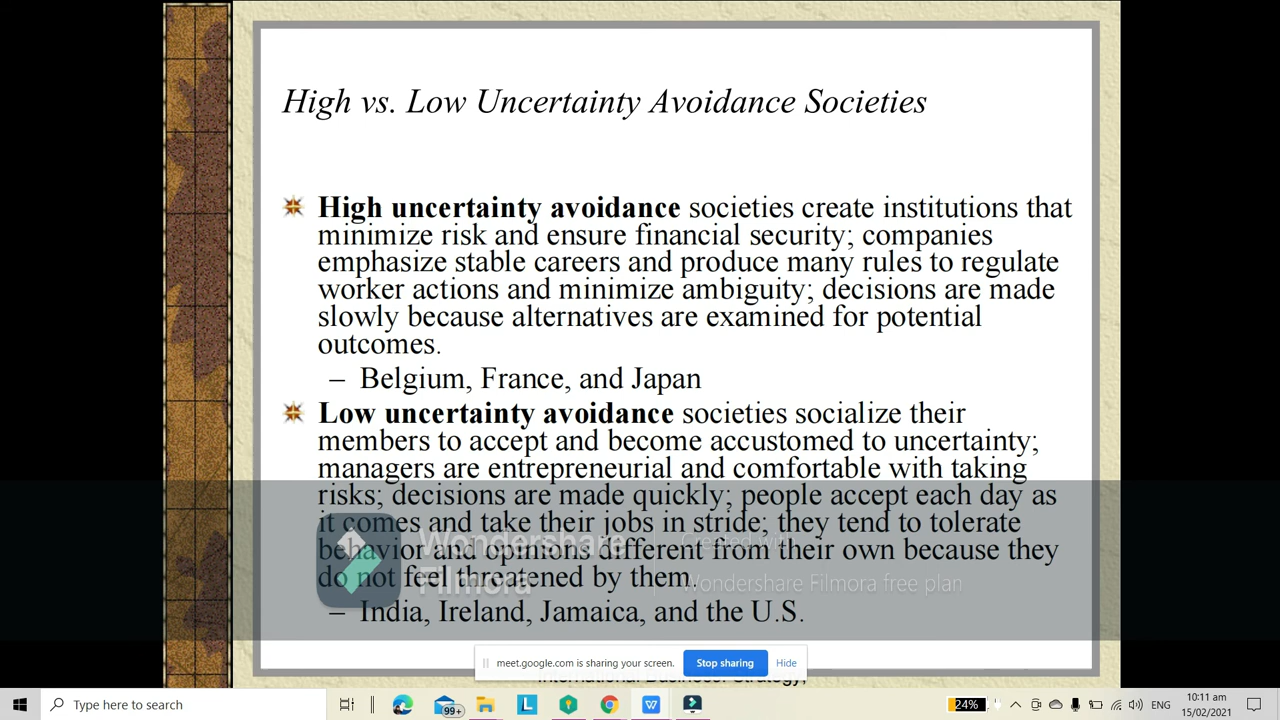 High vs. Low Uncertainty Avoidance Societies
High uncertainty avoidance societies create institutions that
minimize risk and ensure financial security; companies
emphasize stable careers and produce many rules to regulate
worker actions and minimize ambiguity; decisions are made
slowly because alternatives are examined for potential
outcomes.
– Belgium, France, and Japan
Low uncertainty avoidance societies socialize their
members to accept and become accustomed to uncertainty;
managers are entrepreneurial and comfortable with taking
risks; decisions are made quickly; people accept each day as
it comes and take their jobs in stride; they tend to tolerate
behavior and opinions different from their own because they
do not feel threatened by them.
– India, Ireland, Jamaica, and the U.S.
Wondershare
Filmora
Created with
Wondershare Filmora free plan
meet.google.com is sharing your screen.
Stop sharing
Hide
International Business: Strategy,
Type here to search
99+
24%
ENG
10:11 am
15/02/2021